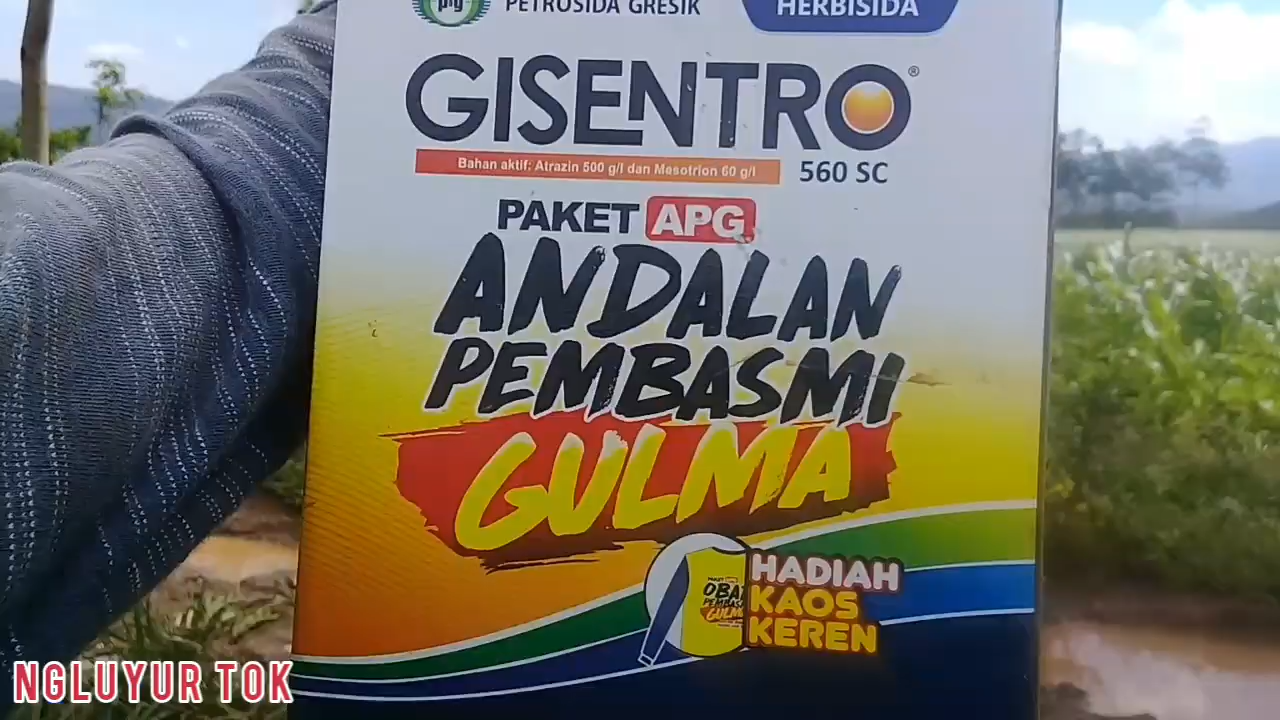 PETROSIDA GRESIK
HERBISIDA
GISENTRO®
Bahan aktif: Atrazin 500 g/l dan Mesotrion 60 g/l
560 SC
PAKET APG
ANDALAN
PEMBASMI
GULMA
HADIAH
KAOS
KEREN
NGLUYUR TOK